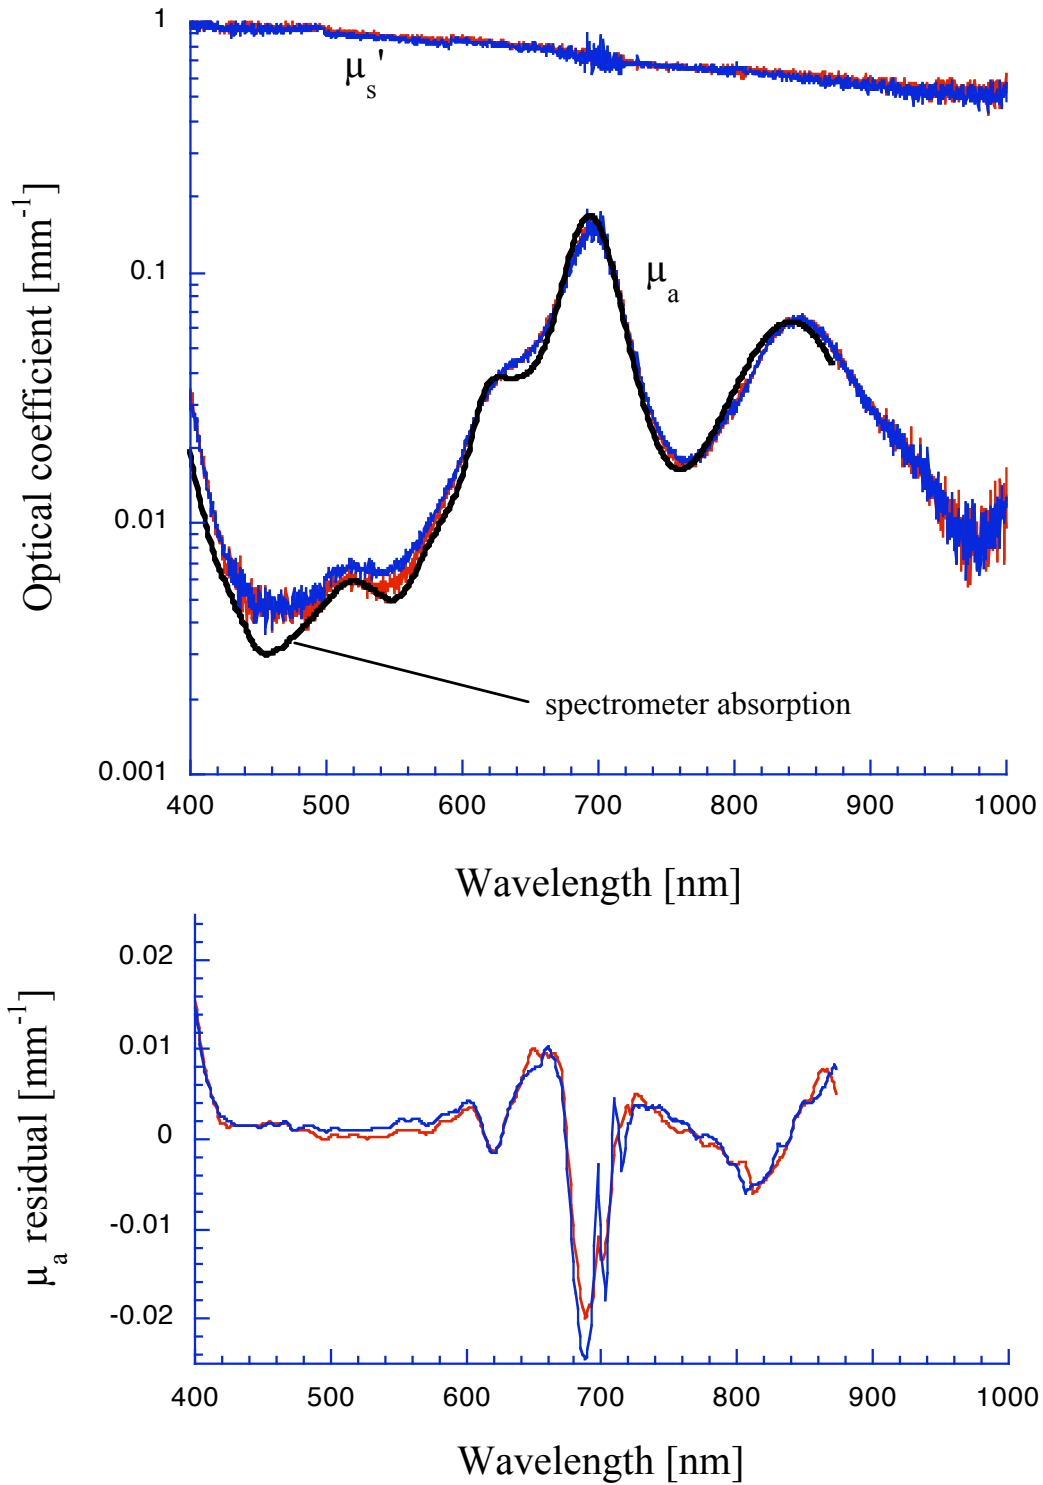 1
μs'
0.1
μa
Optical coefficient [mm-1]
0.01
spectrometer absorption
0.001
400 500 600 700 800 900 1000
Wavelength [nm]
0.02
0.01
0
-0.01
-0.02
μa residual [mm-1]
400 500 600 700 800 900 1000
Wavelength [nm]